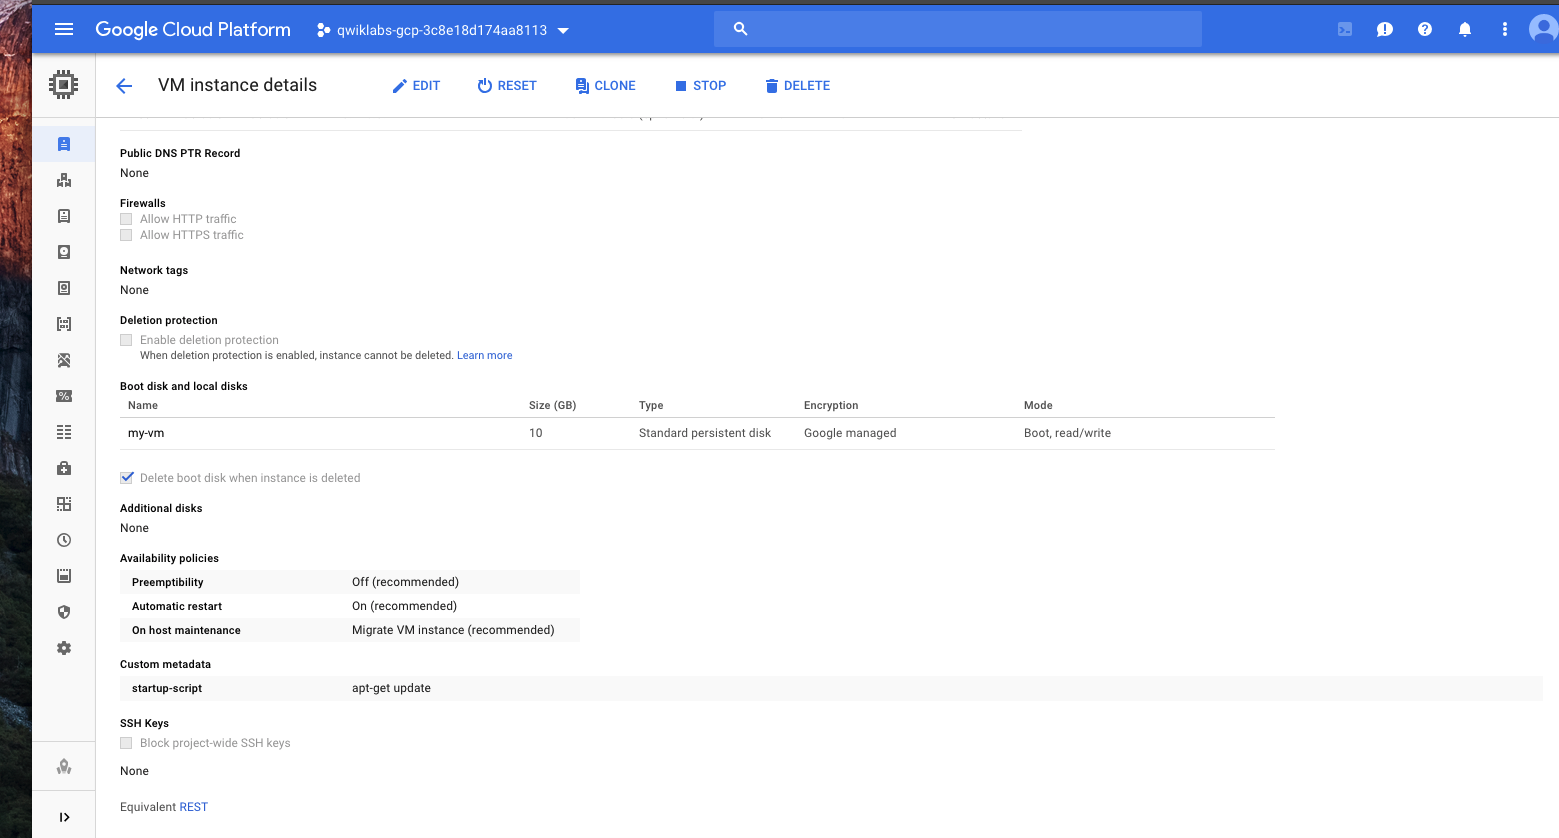 Google Cloud Platform
qwiklabs-gcp-3c8e18d174aa8113
VM instance details
EDIT
RESET
CLONE
STOP
DELETE
Public DNS PTR Record
None
Firewalls
Allow HTTP traffic
Allow HTTPS traffic
Network tags
None
Deletion protection
Enable deletion protection
When deletion protection is enabled, instance cannot be deleted. Learn more
Boot disk and local disks
Name Size (GB) Type Encryption Mode
my-vm 10 Standard persistent disk Google managed Boot, read/write
Delete boot disk when instance is deleted
Additional disks
None
Availability policies
Preemptibility Off (recommended)
Automatic restart On (recommended)
On host maintenance Migrate VM instance (recommended)
Custom metadata
startup-script apt-get update
SSH Keys
Block project-wide SSH keys
None
Equivalent REST